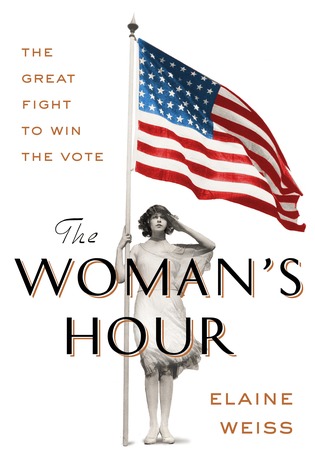 THE
GREAT
FIGHT
TO WIN
THE VOTE
The
WOMAN'S
HOUR
ELAINE
WEISS